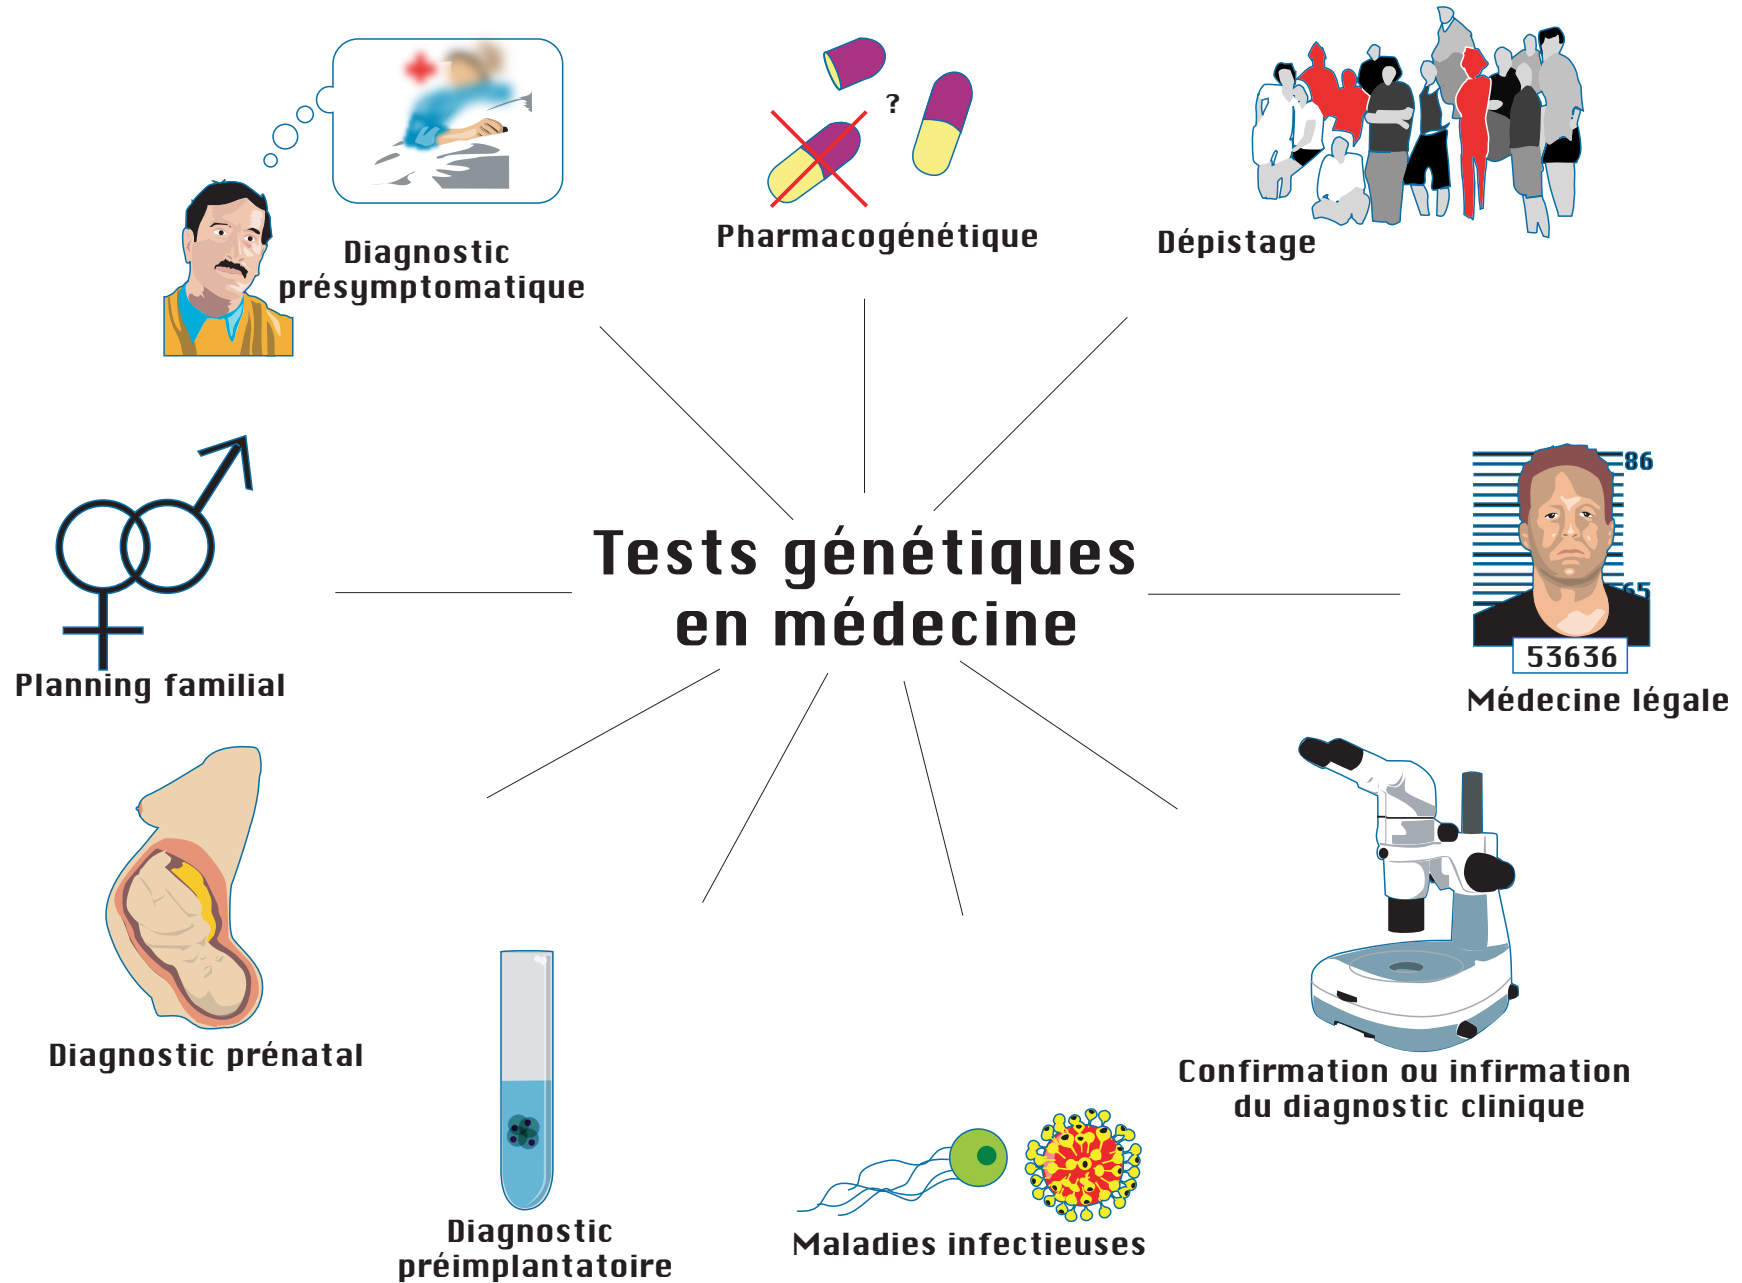 Diagnostic
présymptomatique
?
Pharmacogénétique
Dépistage
86
65
53636
Médecine légale
Tests génétiques
en médecine
Planning familial
Diagnostic prénatal
Confirmation ou infirmation
du diagnostic clinique
Diagnostic
préimplantatoire
Maladies infectieuses